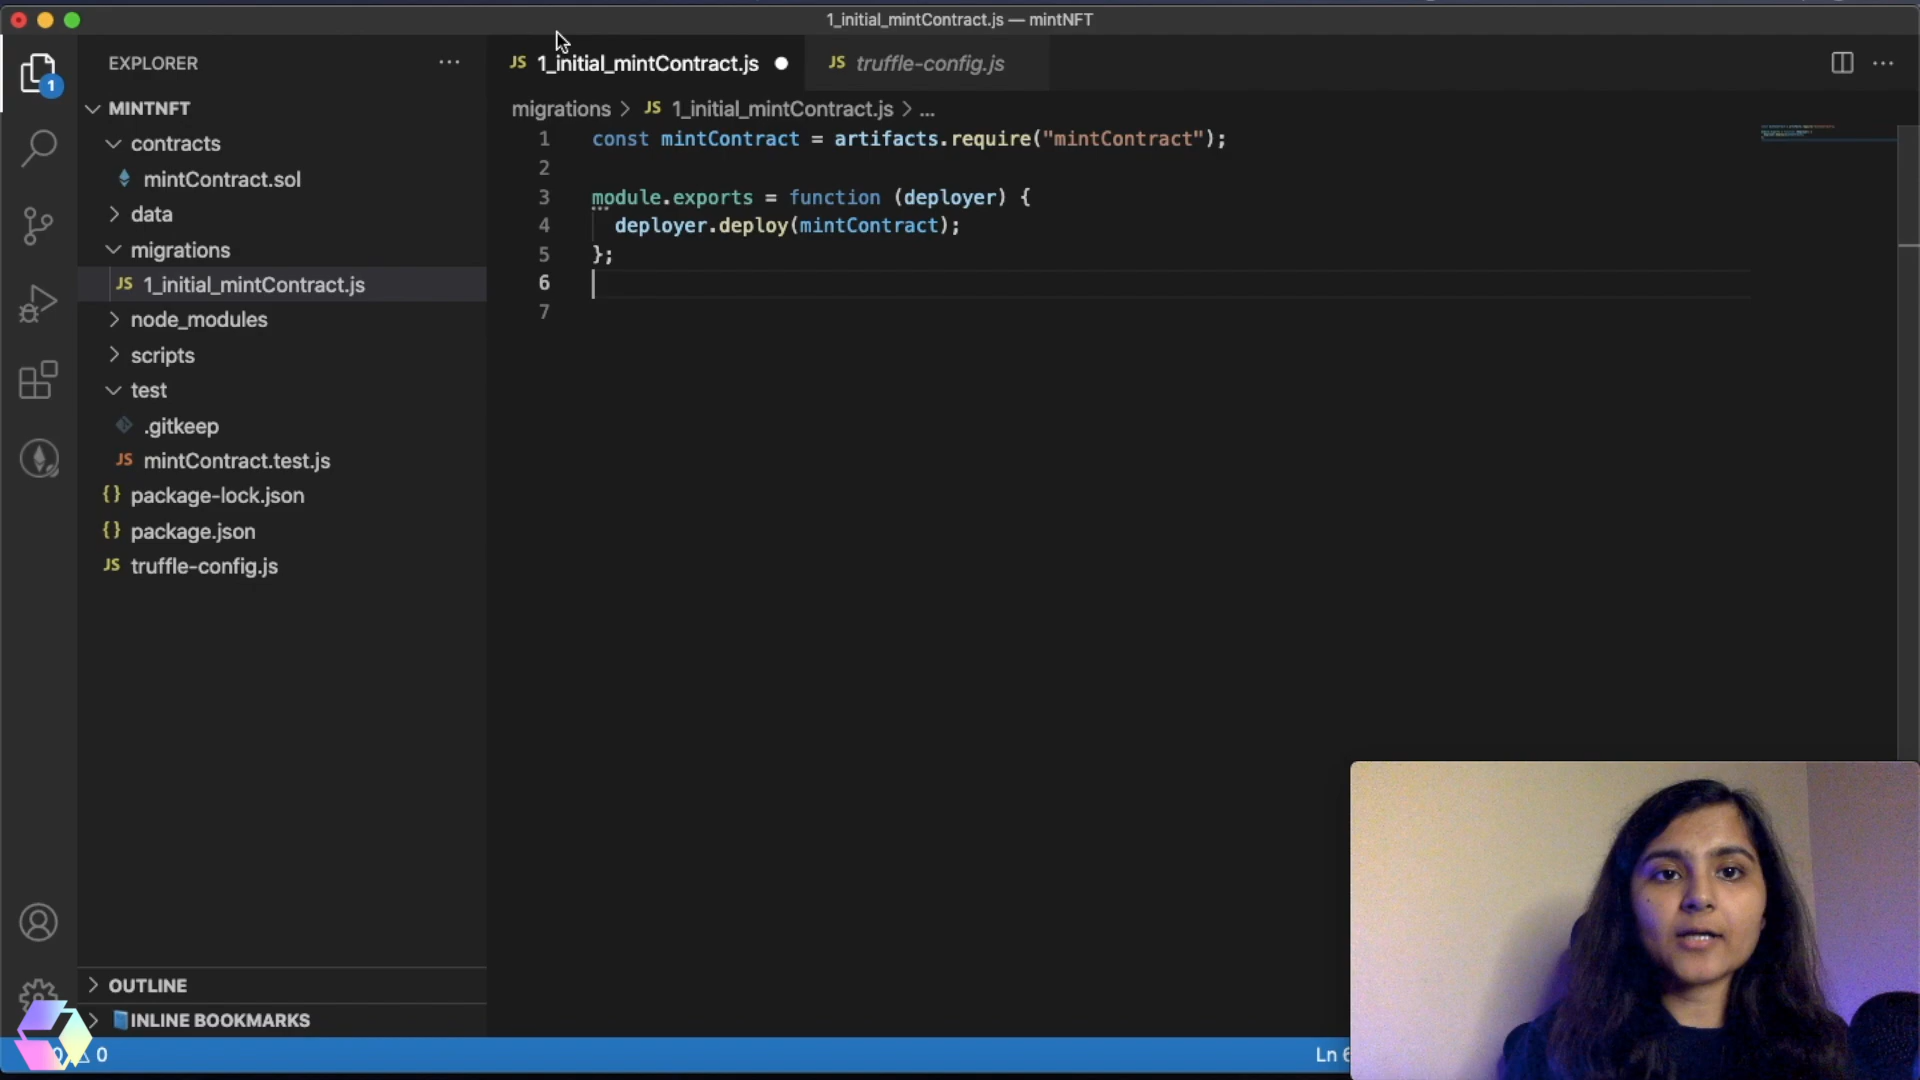 1_initial_mintContract.js — mintNFT
1
EXPLORER
MINTNFT
contracts
mintContract.sol
data
migrations
JS 1_initial_mintContract.js
node_modules
scripts
test
.gitkeep
JS mintContract.test.js
{} package-lock.json
{} package.json
JS truffle-config.js
OUTLINE
INLINE BOOKMARKS
JS 1_initial_mintContract.js
JS truffle-config.js
migrations > JS 1_initial_mintContract.js > ...
1 const mintContract = artifacts.require("mintContract");
2
3 module.exports = function (deployer) {
4 deployer.deploy(mintContract);
5 };
6
7
0
Ln 6